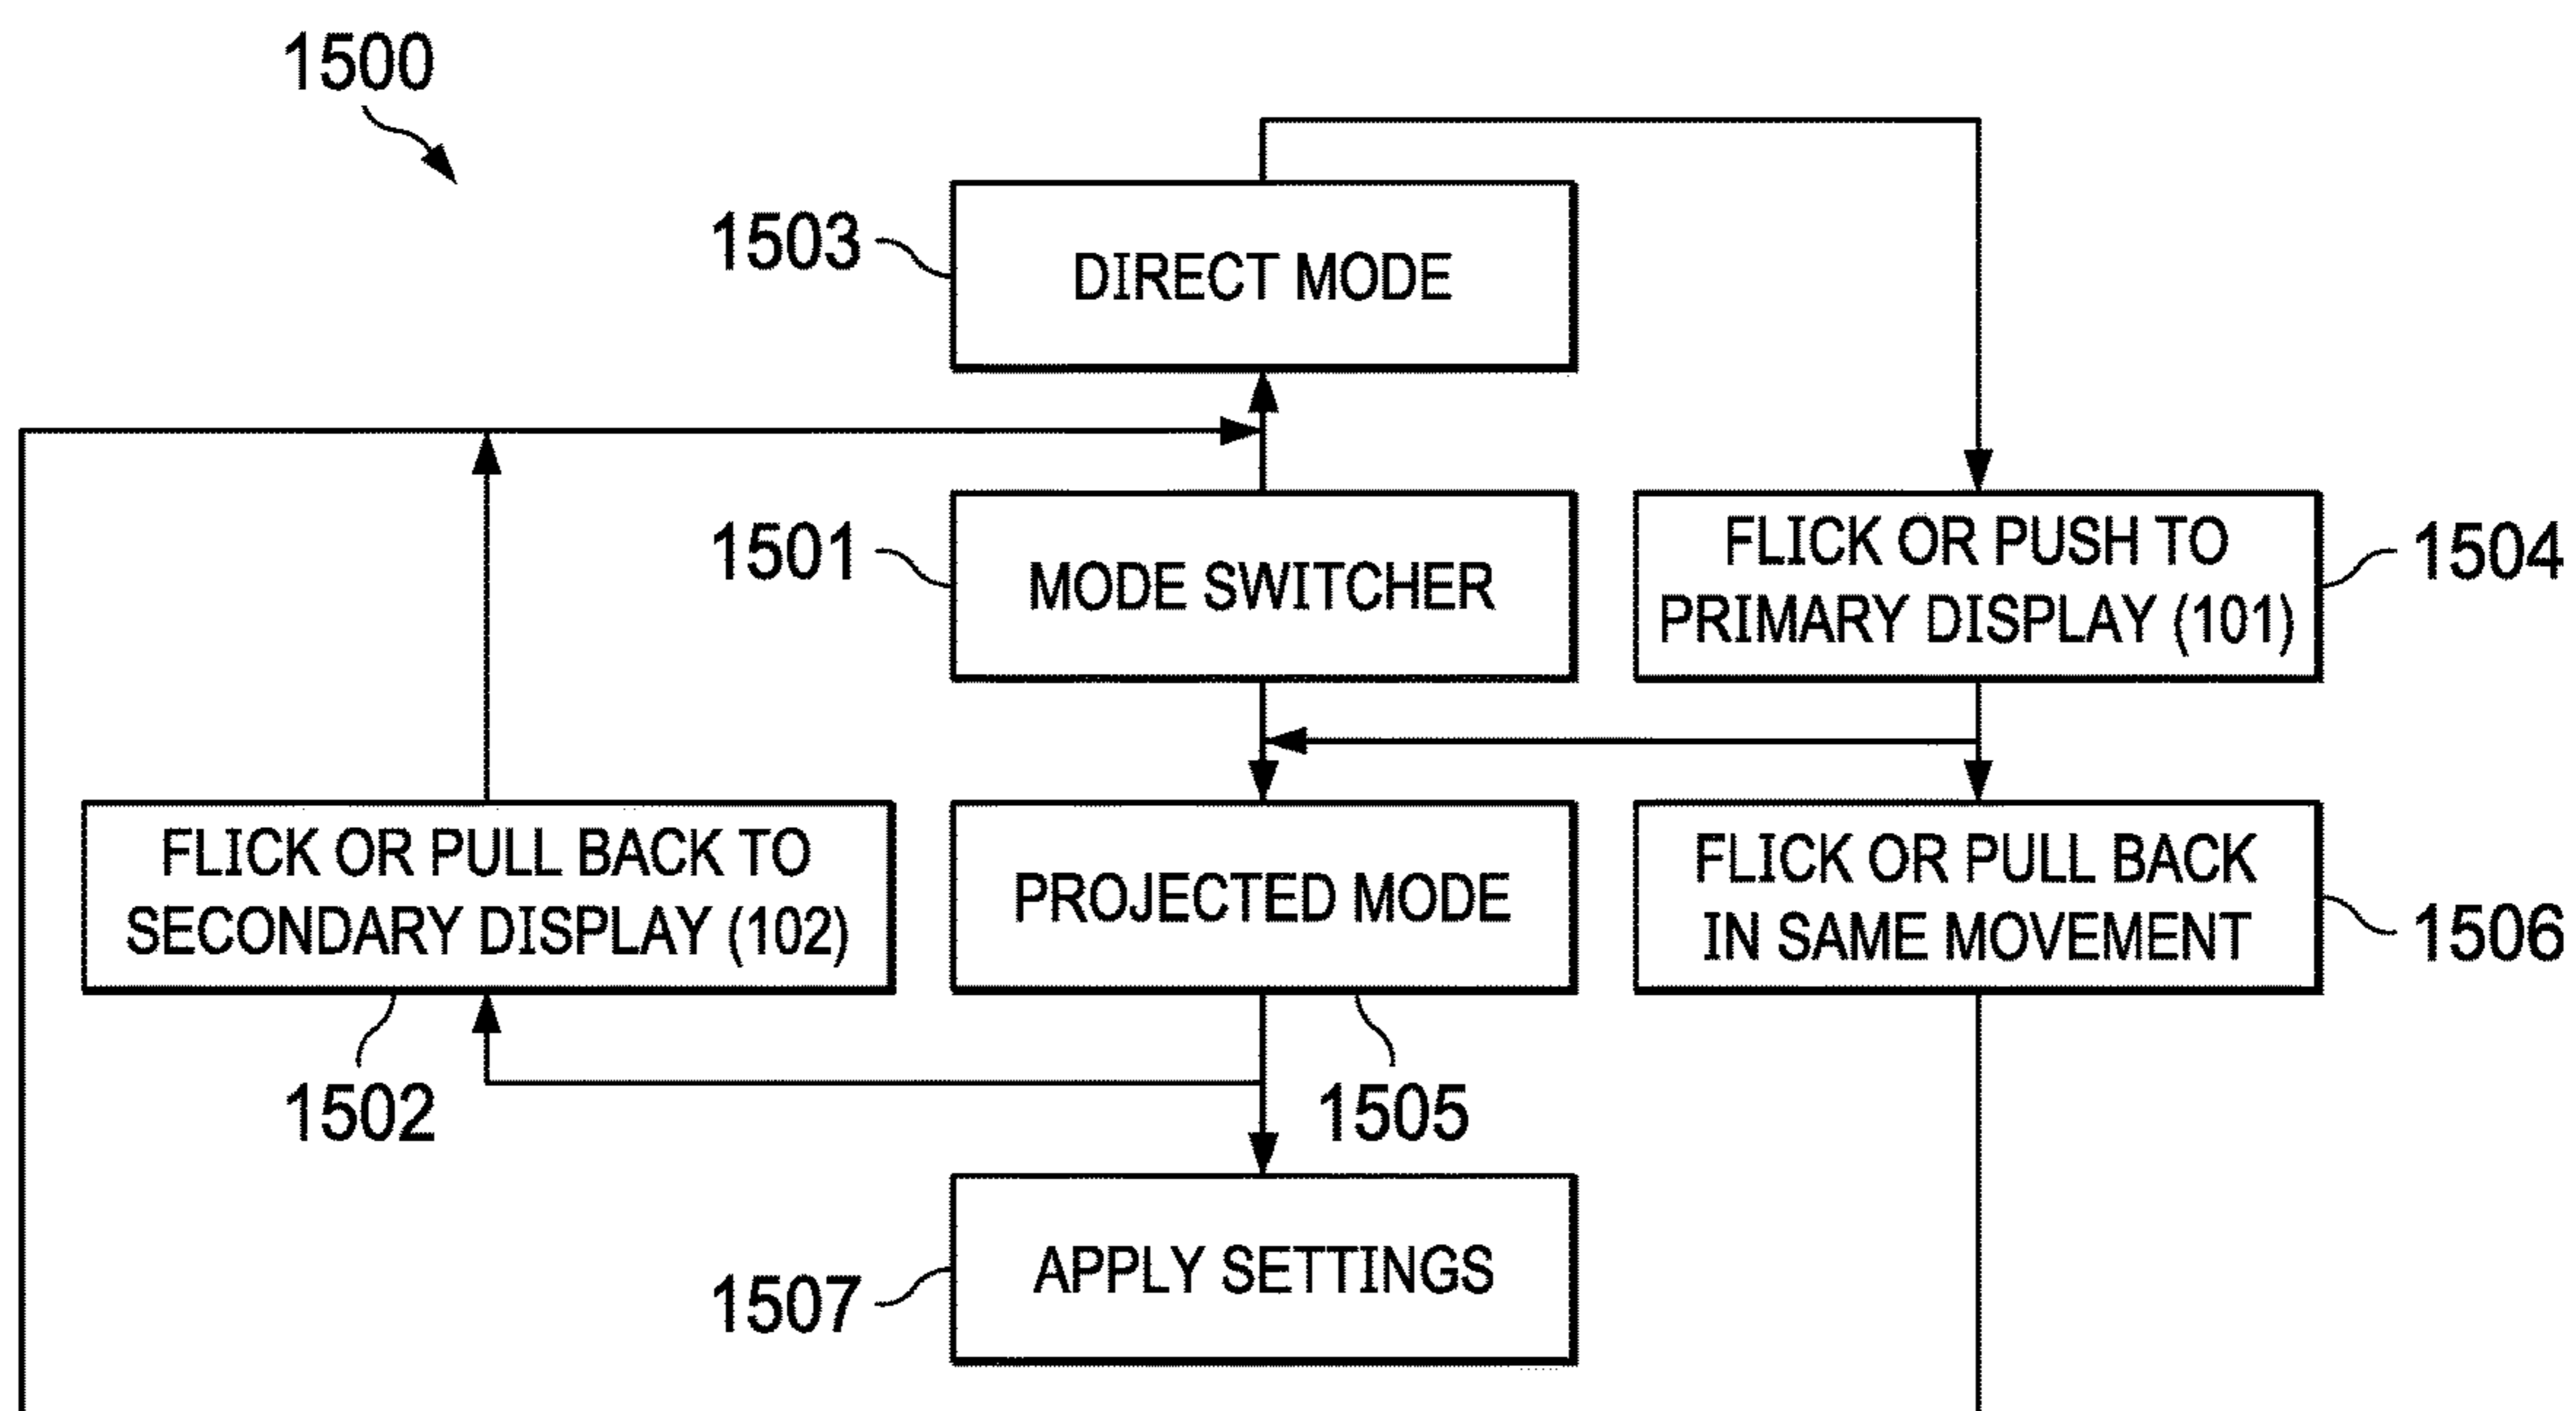 1500
1503
DIRECT MODE
1501
MODE SWITCHER
FLICK OR PUSH TO
PRIMARY DISPLAY (101)
1504
FLICK OR PULL BACK TO
SECONDARY DISPLAY (102)
1502
PROJECTED MODE
1505
FLICK OR PULL BACK
IN SAME MOVEMENT
1506
1507
APPLY SETTINGS